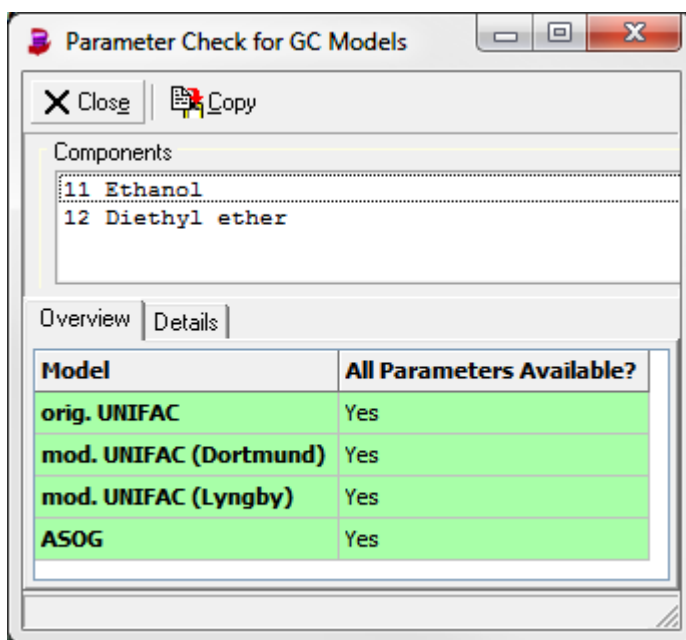 Parameter Check for GC Models
Close Copy
Components
11 Ethanol
12 Diethyl ether
Overview Details
Model All Parameters Available?
orig. UNIFAC Yes
mod. UNIFAC (Dortmund) Yes
mod. UNIFAC (Lyngby) Yes
ASOG Yes